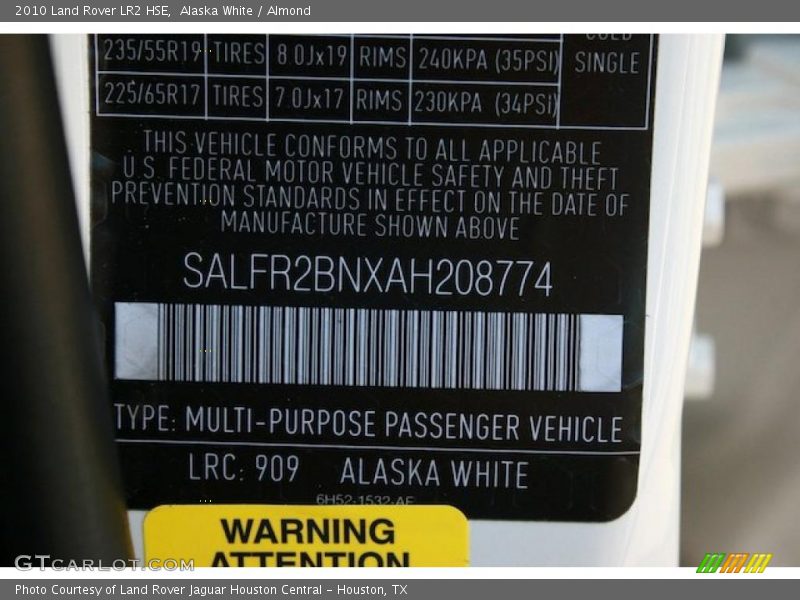 2010 Land Rover LR2 HSE, Alaska White / Almond
SINGLE
235/55R19 TIRES 8.0Jx19 RIMS 240KPA (35PSI)
225/65R17 TIRES 7.0Jx17 RIMS 230KPA (34PSI)
THIS VEHICLE CONFORMS TO ALL APPLICABLE
U.S. FEDERAL MOTOR VEHICLE SAFETY AND THEFT
PREVENTION STANDARDS IN EFFECT ON THE DATE OF
MANUFACTURE SHOWN ABOVE
SALFR2BNXAH208774
TYPE: MULTI-PURPOSE PASSENGER VEHICLE
LRC: 909 ALASKA WHITE
6H52-1532-AF
WARNING
ATTENTION
GTCARLOT.COM
Photo Courtesy of Land Rover Jaguar Houston Central - Houston, TX